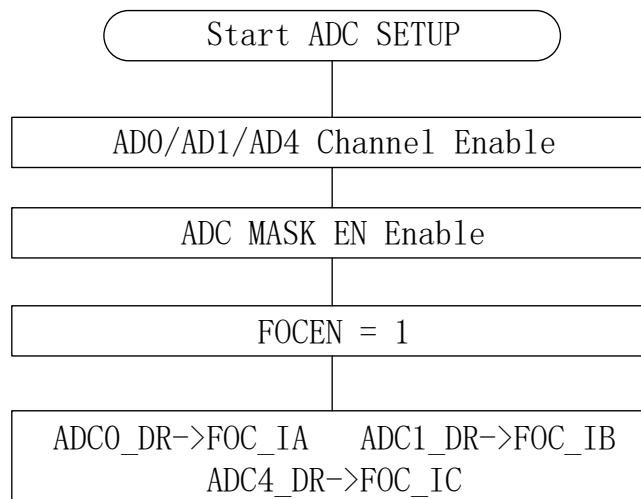 Start ADC SETUP
AD0/AD1/AD4 Channel Enable
ADC MASK EN Enable
FOCEN = 1
ADC0_DR->FOC_IA ADC1_DR->FOC_IB
ADC4_DR->FOC_IC